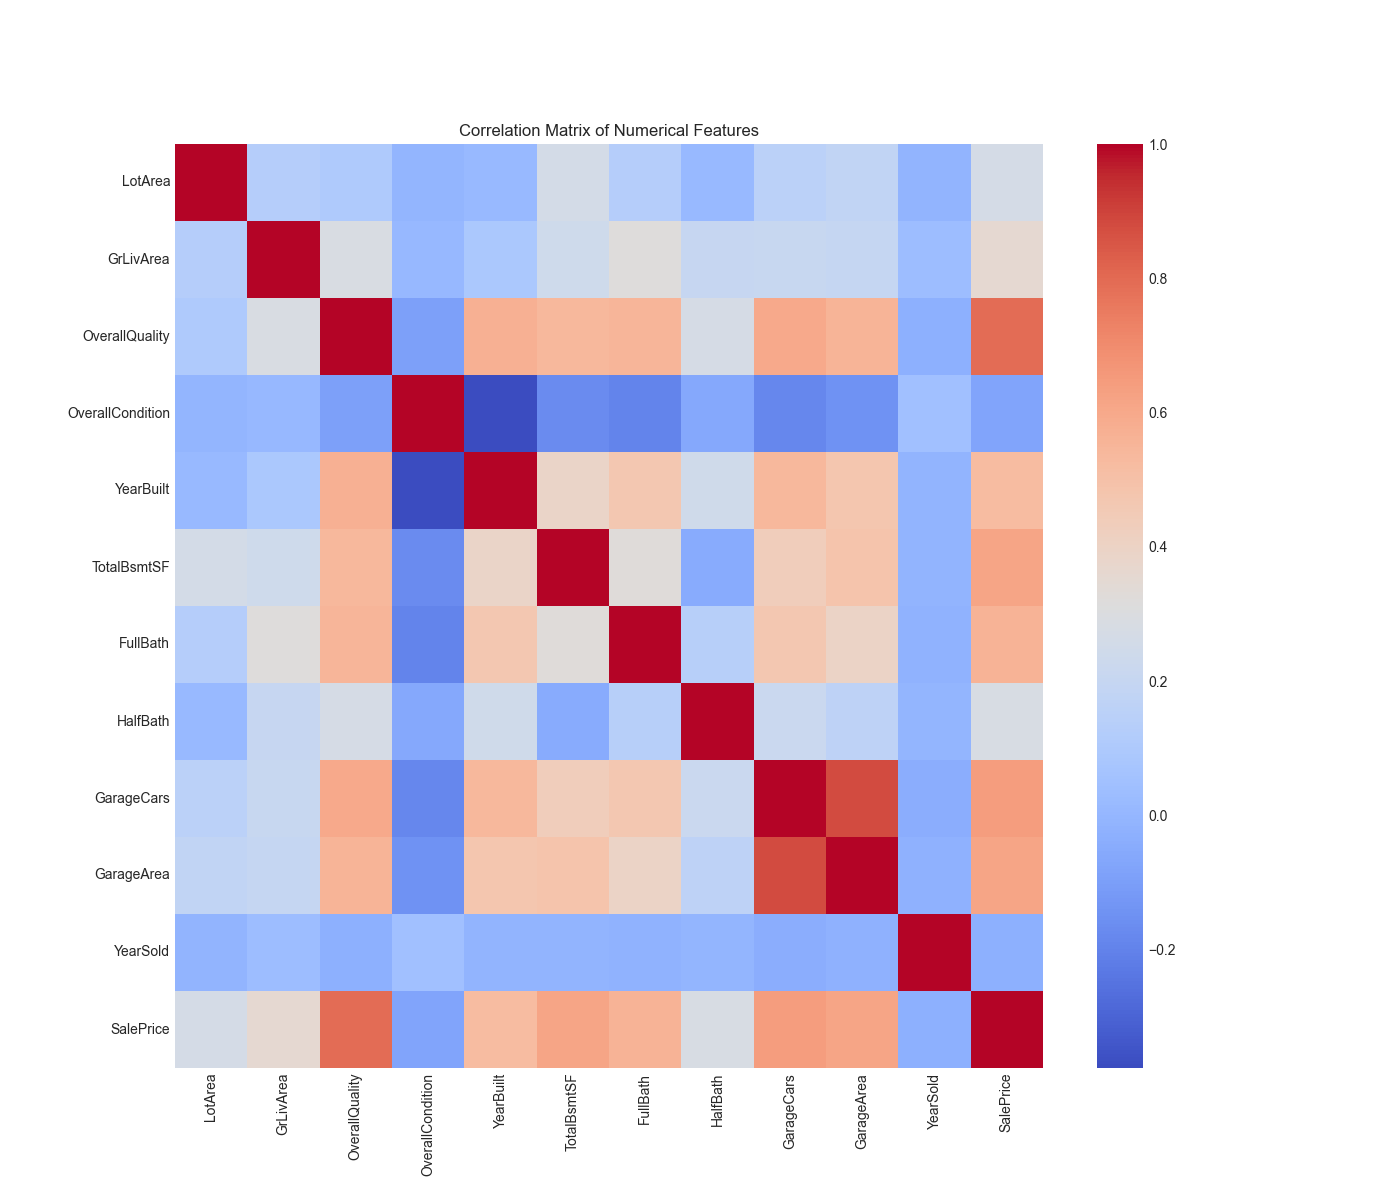 Correlation Matrix of Numerical Features
LotArea
GrLivArea
OverallQuality
OverallCondition
YearBuilt
TotalBsmtSF
FullBath
HalfBath
GarageCars
GarageArea
YearSold
SalePrice
LotArea
GrLivArea
OverallQuality
OverallCondition
YearBuilt
TotalBsmtSF
FullBath
HalfBath
GarageCars
GarageArea
YearSold
SalePrice
1.0
0.8
0.6
0.4
0.2
0.0
−0.2